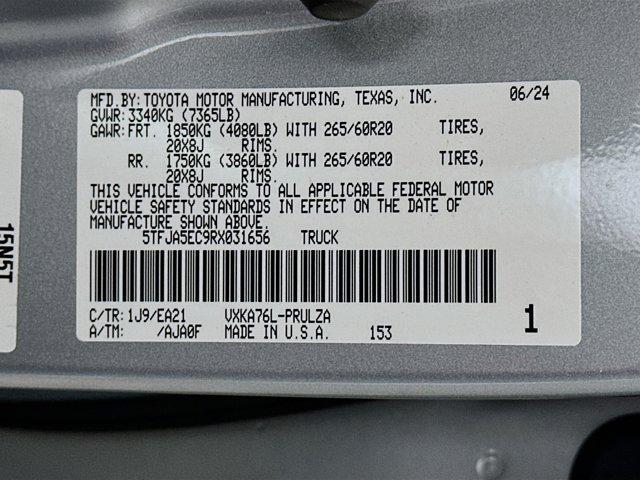 MFD.BY: TOYOTA MOTOR MANUFACTURING, TEXAS, INC. 06/24
GVWR: 3340KG (7365LB)
GAWR: FRT. 1850KG (4080LB) WITH 265/60R20 TIRES,
20X8J RIMS.
RR. 1750KG (3860LB) WITH 265/60R20 TIRES,
20X8J RIMS.
THIS VEHICLE CONFORMS TO ALL APPLICABLE FEDERAL MOTOR
VEHICLE SAFETY STANDARDS IN EFFECT ON THE DATE OF
MANUFACTURE SHOWN ABOVE.
5TFJA5EC9RX031656 TRUCK
C/TR: 1J9/EA21 VXKA76L-PRULZA
A/TM: /AJA0F MADE IN U.S.A. 153
1
15N5T